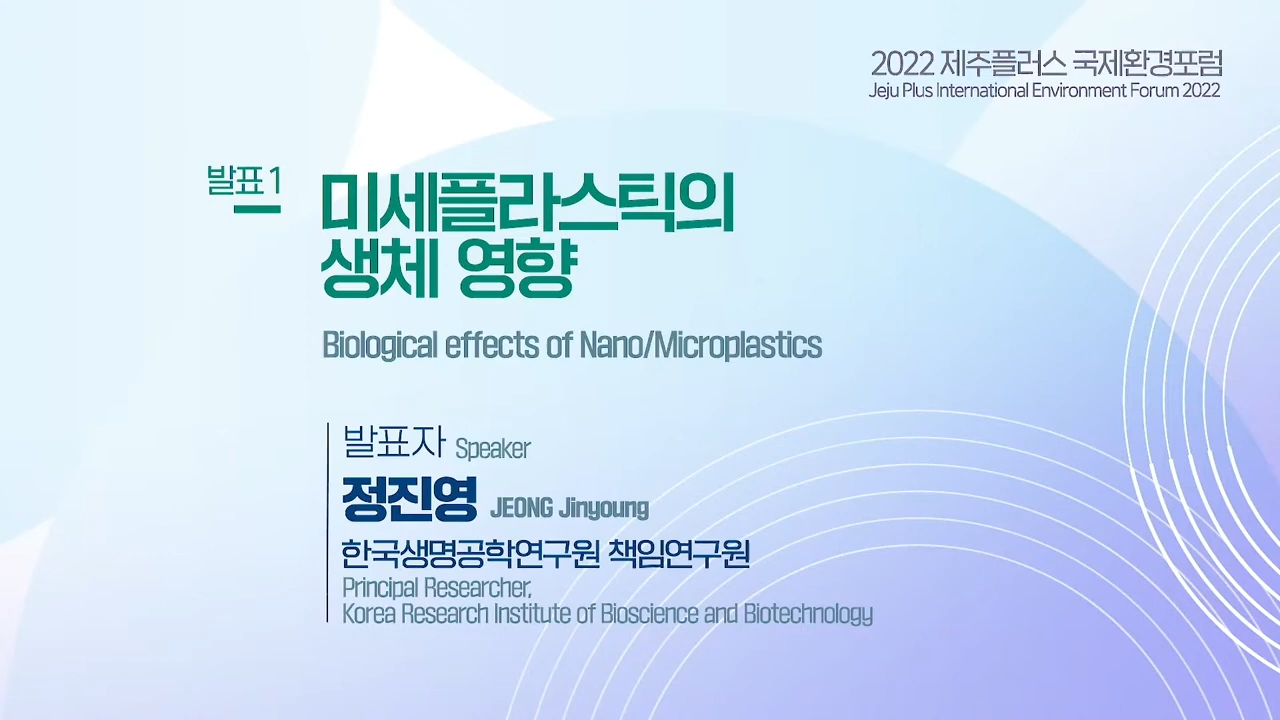 2022 제주플러스 국제환경포럼
Jeju Plus International Environment Forum 2022
발표 1
미세플라스틱의
생체 영향
Biological effects of Nano/Microplastics
발표자 Speaker
정진영 JEONG Jinyoung
한국생명공학연구원 책임연구원
Principal Researcher,
Korea Research Institute of Bioscience and Biotechnology